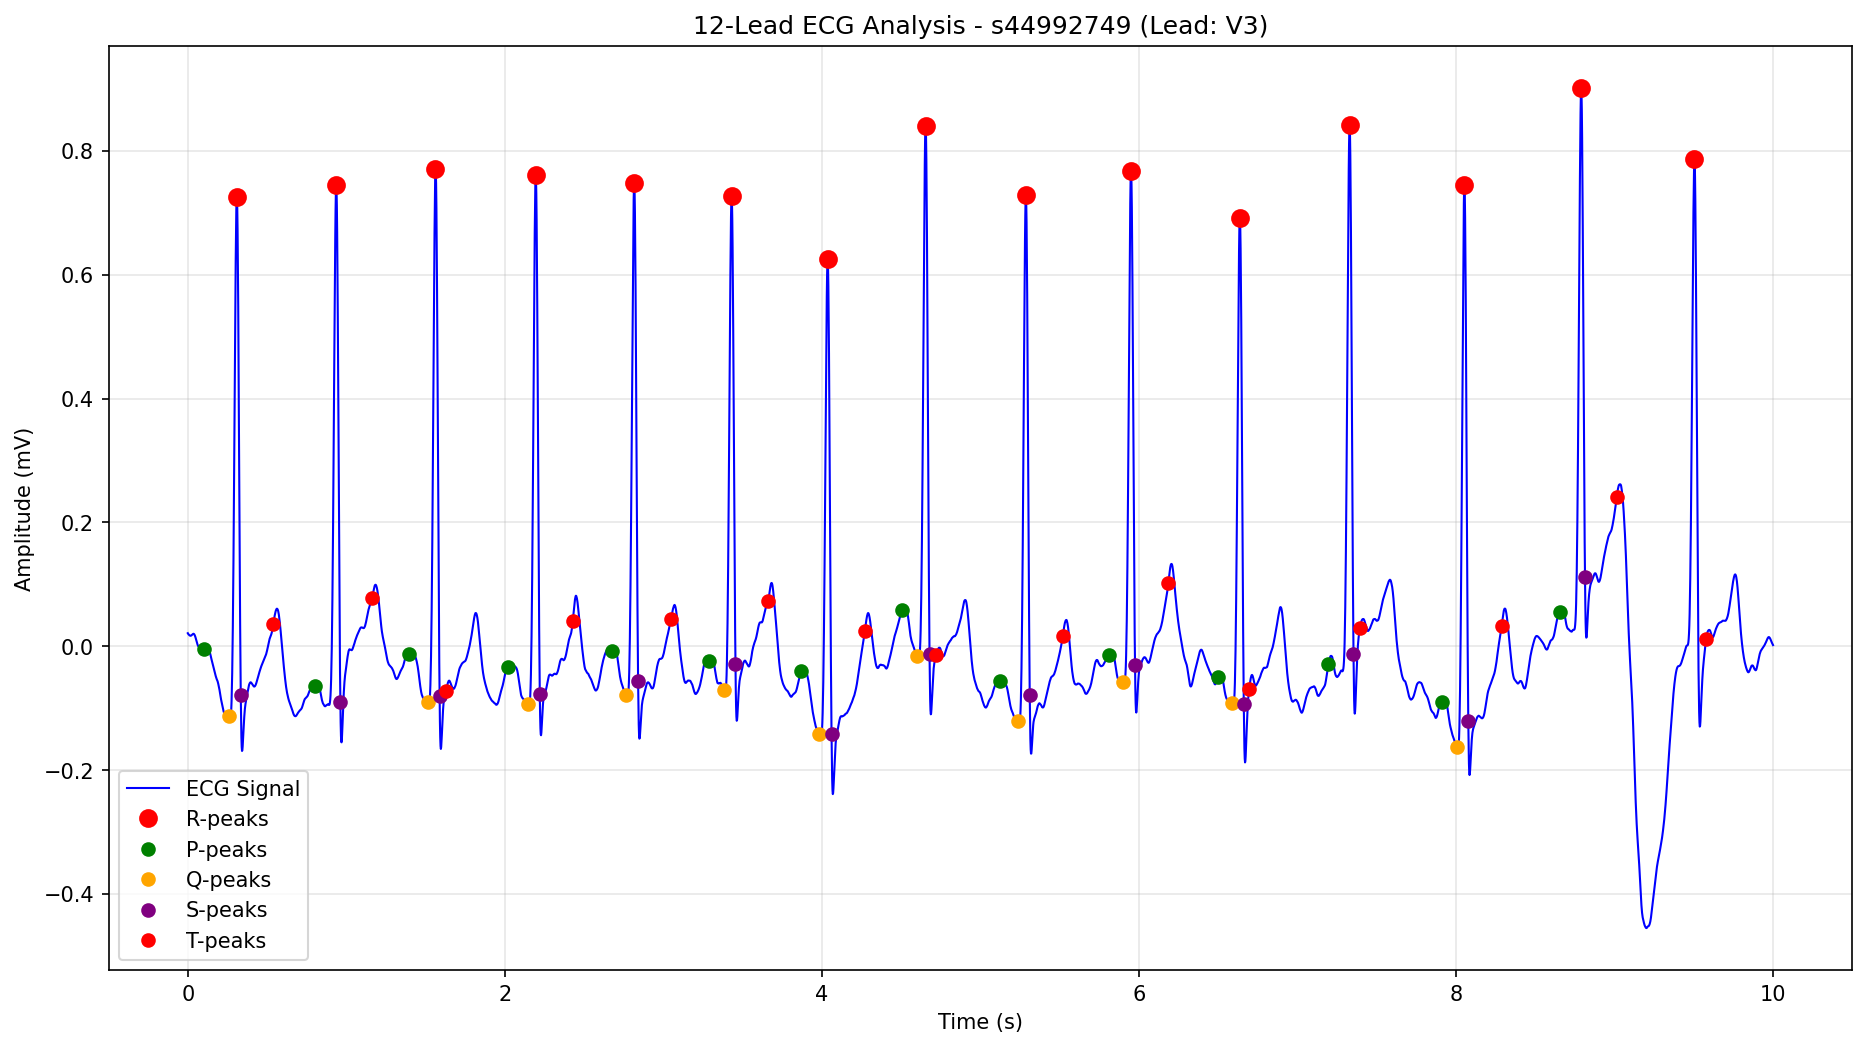 12-Lead ECG Analysis - s44992749 (Lead: V3)
Amplitude (mV)
0.8
0.6
0.4
0.2
0.0
−0.2
−0.4
ECG Signal
R-peaks
P-peaks
Q-peaks
S-peaks
T-peaks
0 2 4 6 8 10
Time (s)